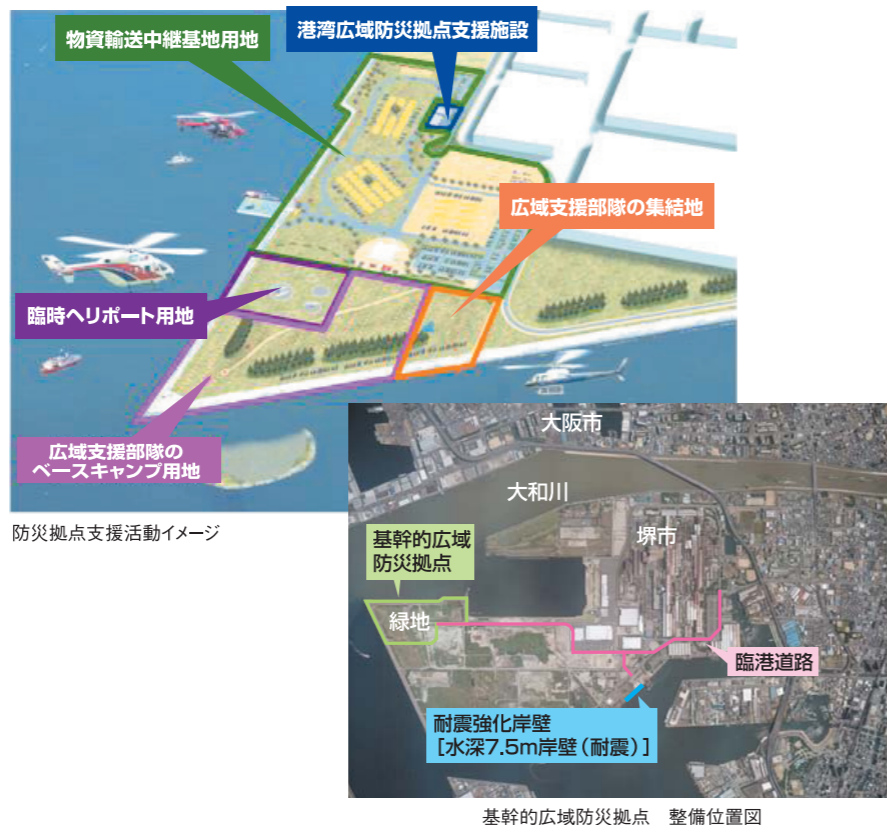 物資輸送中継基地用地
港湾広域防災拠点支援施設
広域支援部隊の集結地
臨時ヘリポート用地
広域支援部隊の
ベースキャンプ用地
防災拠点支援活動イメージ
大阪市
大和川
堺市
基幹的広域
防災拠点
緑地
臨港道路
耐震強化岸壁
［水深7.5m岸壁（耐震）］
基幹的広域防災拠点　整備位置図